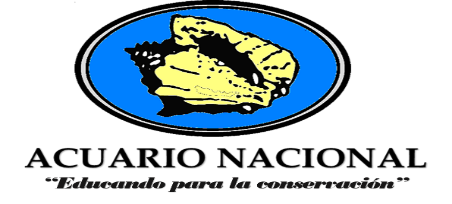 ACUARIO NACIONAL
“Educando para la conservación”